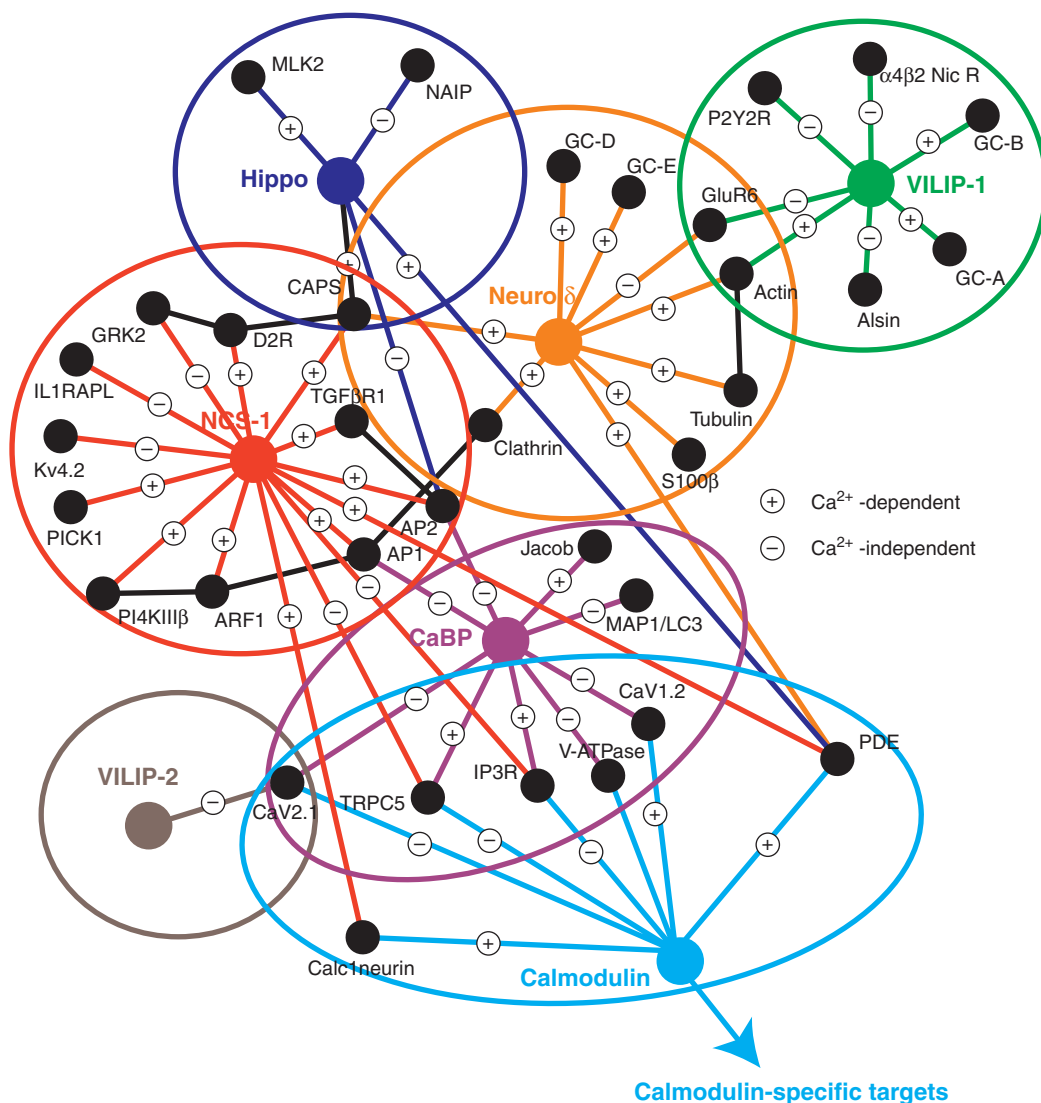 MLK2
NAIP
α4β2 Nic R
P2Y2R
GC-B
GC-D
GC-E
Hippo
VILIP-1
GluR6
GC-A
Actin
CAPS
Neuro δ
Alsin
GRK2
D2R
IL1RAPL
TGFβR1
NCS-1
Tubulin
Clathrin
Kv4.2
S100β
PICK1
AP2
AP1
Jacob
+ Ca2+ -dependent
− Ca2+ -independent
PI4KIIIβ
ARF1
CaBP
MAP1/LC3
CaV1.2
PDE
V-ATPase
IP3R
VILIP-2
CaV2.1
TRPC5
Calc1neurin
Calmodulin
Calmodulin-specific targets